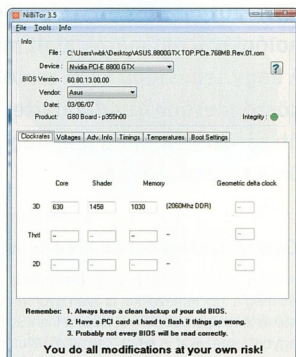 NiBiTor 3.5
File Tools Info
Info
File : C:\Users\wbk\Desktop\ASUS.8800GTX.TOP.PCIe.768MB.Rev.01.rom
Device : Nvidia PCI-E 8800 GTX
?
BIOS Version : 60.80.13.00.00
Vendor: Asus
Date: 03/06/07
Product: G80 Board - p355h00
Integrity :
Clockrates Voltages Adv. Info Timings Temperatures Boot Settings
Core Shader Memory Geometric delta clock
3D 630 1458 1030 (2060Mhz DDR) --
Thrtl -- -- -- -- --
2D -- -- -- -- --
Remember: 1. Always keep a clean backup of your old BIOS.
2. Have a PCI card at hand to flash if things go wrong.
3. Probably not every BIOS will be read correctly.
You do all modifications at your own risk!